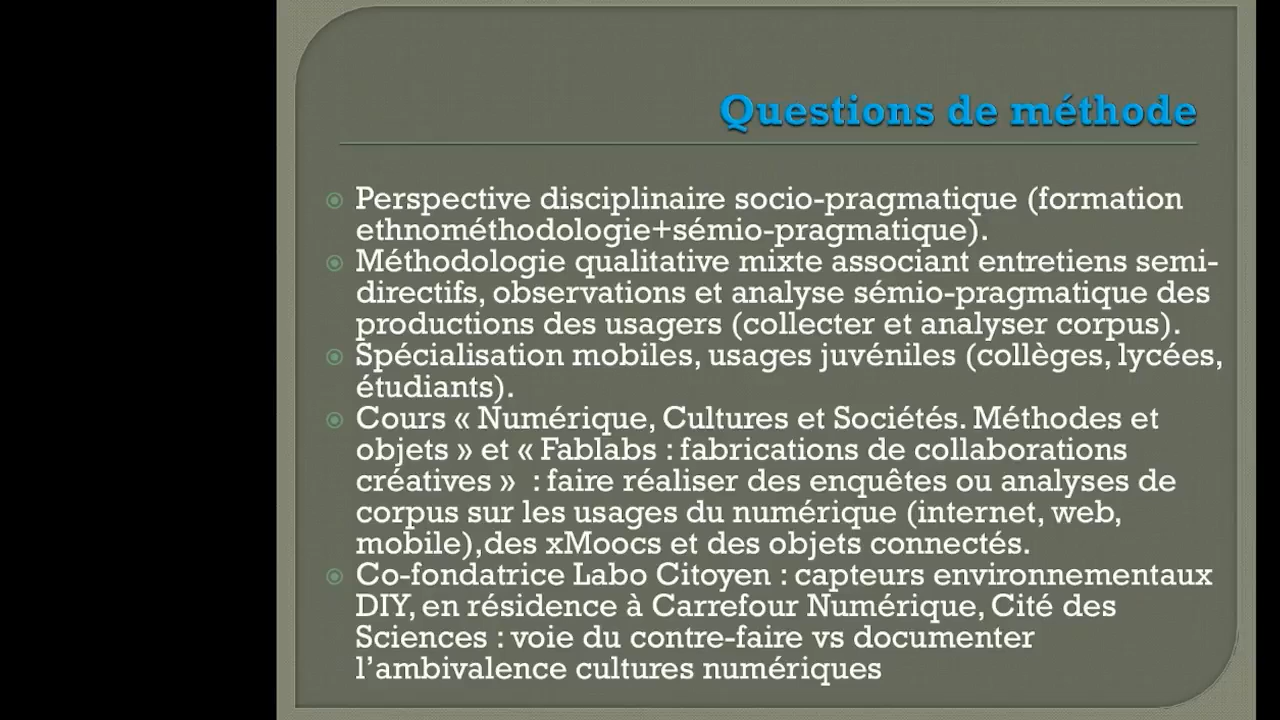 Questions de méthode
Perspective disciplinaire socio-pragmatique (formation
ethnométhodologie+sémio-pragmatique).
Méthodologie qualitative mixte associant entretiens semi-
directifs, observations et analyse sémio-pragmatique des
productions des usagers (collecter et analyser corpus).
Spécialisation mobiles, usages juvéniles (collèges, lycées,
étudiants).
Cours « Numérique, Cultures et Sociétés. Méthodes et
objets » et « Fablabs : fabrications de collaborations
créatives »  : faire réaliser des enquêtes ou analyses de
corpus sur les usages du numérique (internet, web,
mobile),des xMoocs et des objets connectés.
Co-fondatrice Labo Citoyen : capteurs environnementaux
DIY, en résidence à Carrefour Numérique, Cité des
Sciences : voie du contre-faire vs documenter
l'ambivalence cultures numériques